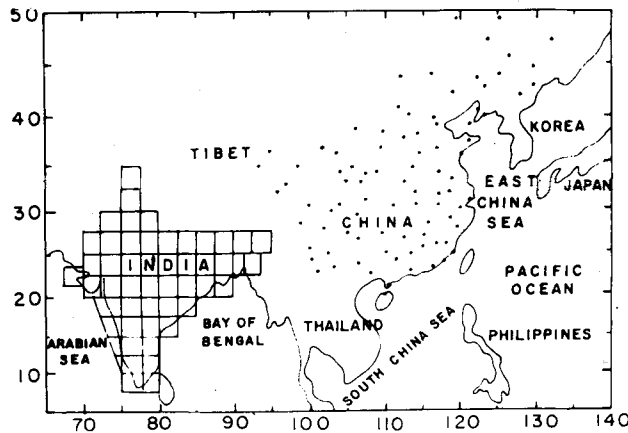 50
40
30
20
10
TIBET
KOREA
JAPAN
EAST
CHINA
SEA
CHINA
INDIA
PACIFIC
OCEAN
BAY OF
BENGAL
THAILAND
ARABIAN
SEA
SOUTH CHINA SEA
PHILIPPINES
70 80 90 100 110 120 130 140